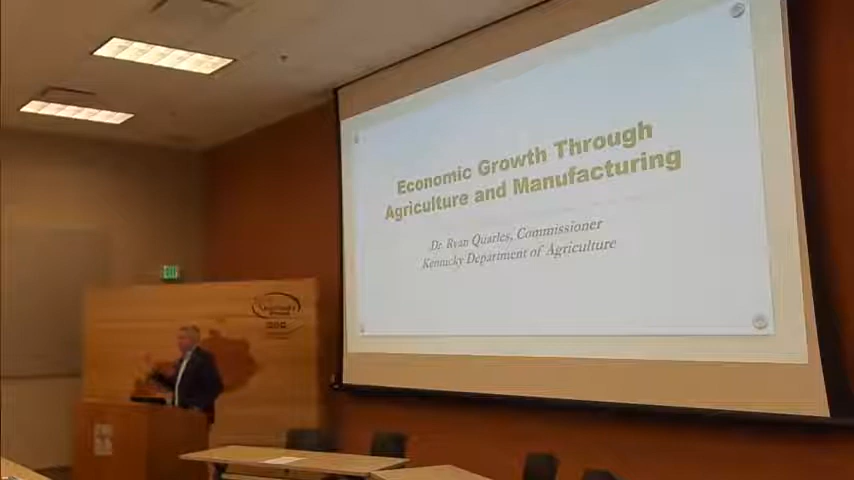 Economic Growth Through
Agriculture and Manufacturing
Dr. Ryan Quarles, Commissioner
Kentucky Department of Agriculture